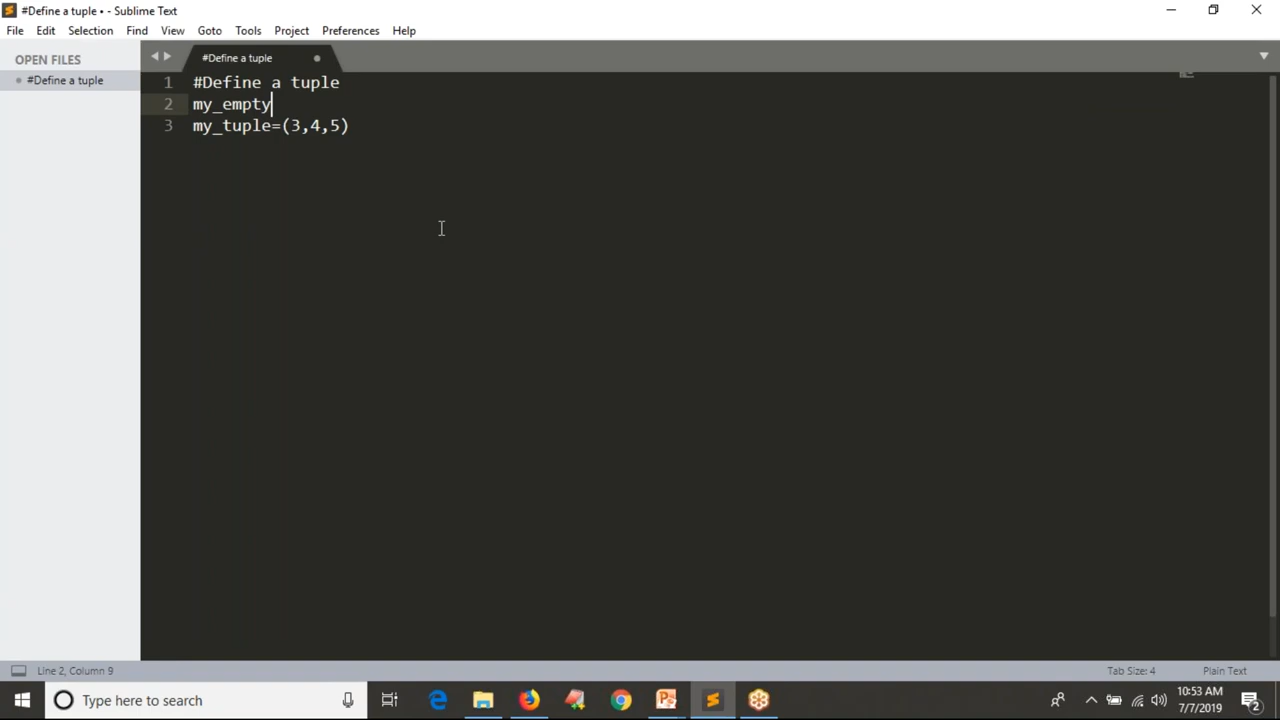 #Define a tuple • - Sublime Text
File Edit Selection Find View Goto Tools Project Preferences Help
OPEN FILES
#Define a tuple
#Define a tuple
1 #Define a tuple
2 my_empty
3 my_tuple=(3,4,5)
Line 2, Column 9
Tab Size: 4
Plain Text
Type here to search
10:53 AM
7/7/2019
2